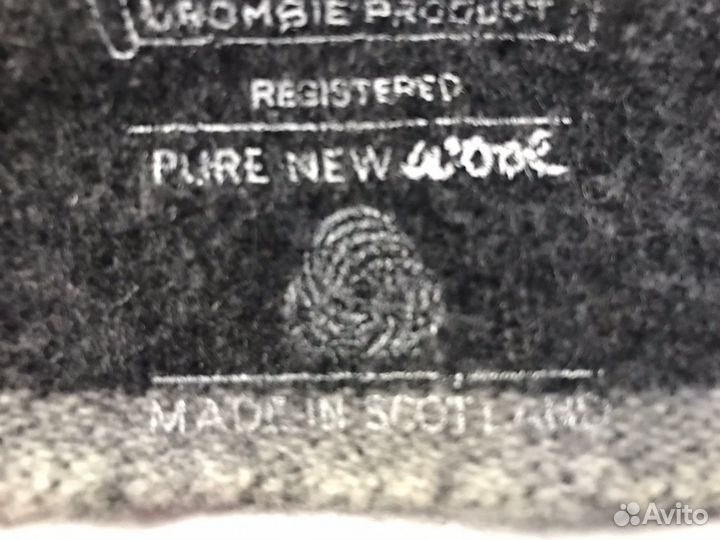 CROMBIE PRODUCT
REGISTERED
PURE NEW WOOL
MADE IN SCOTLAND
Avito